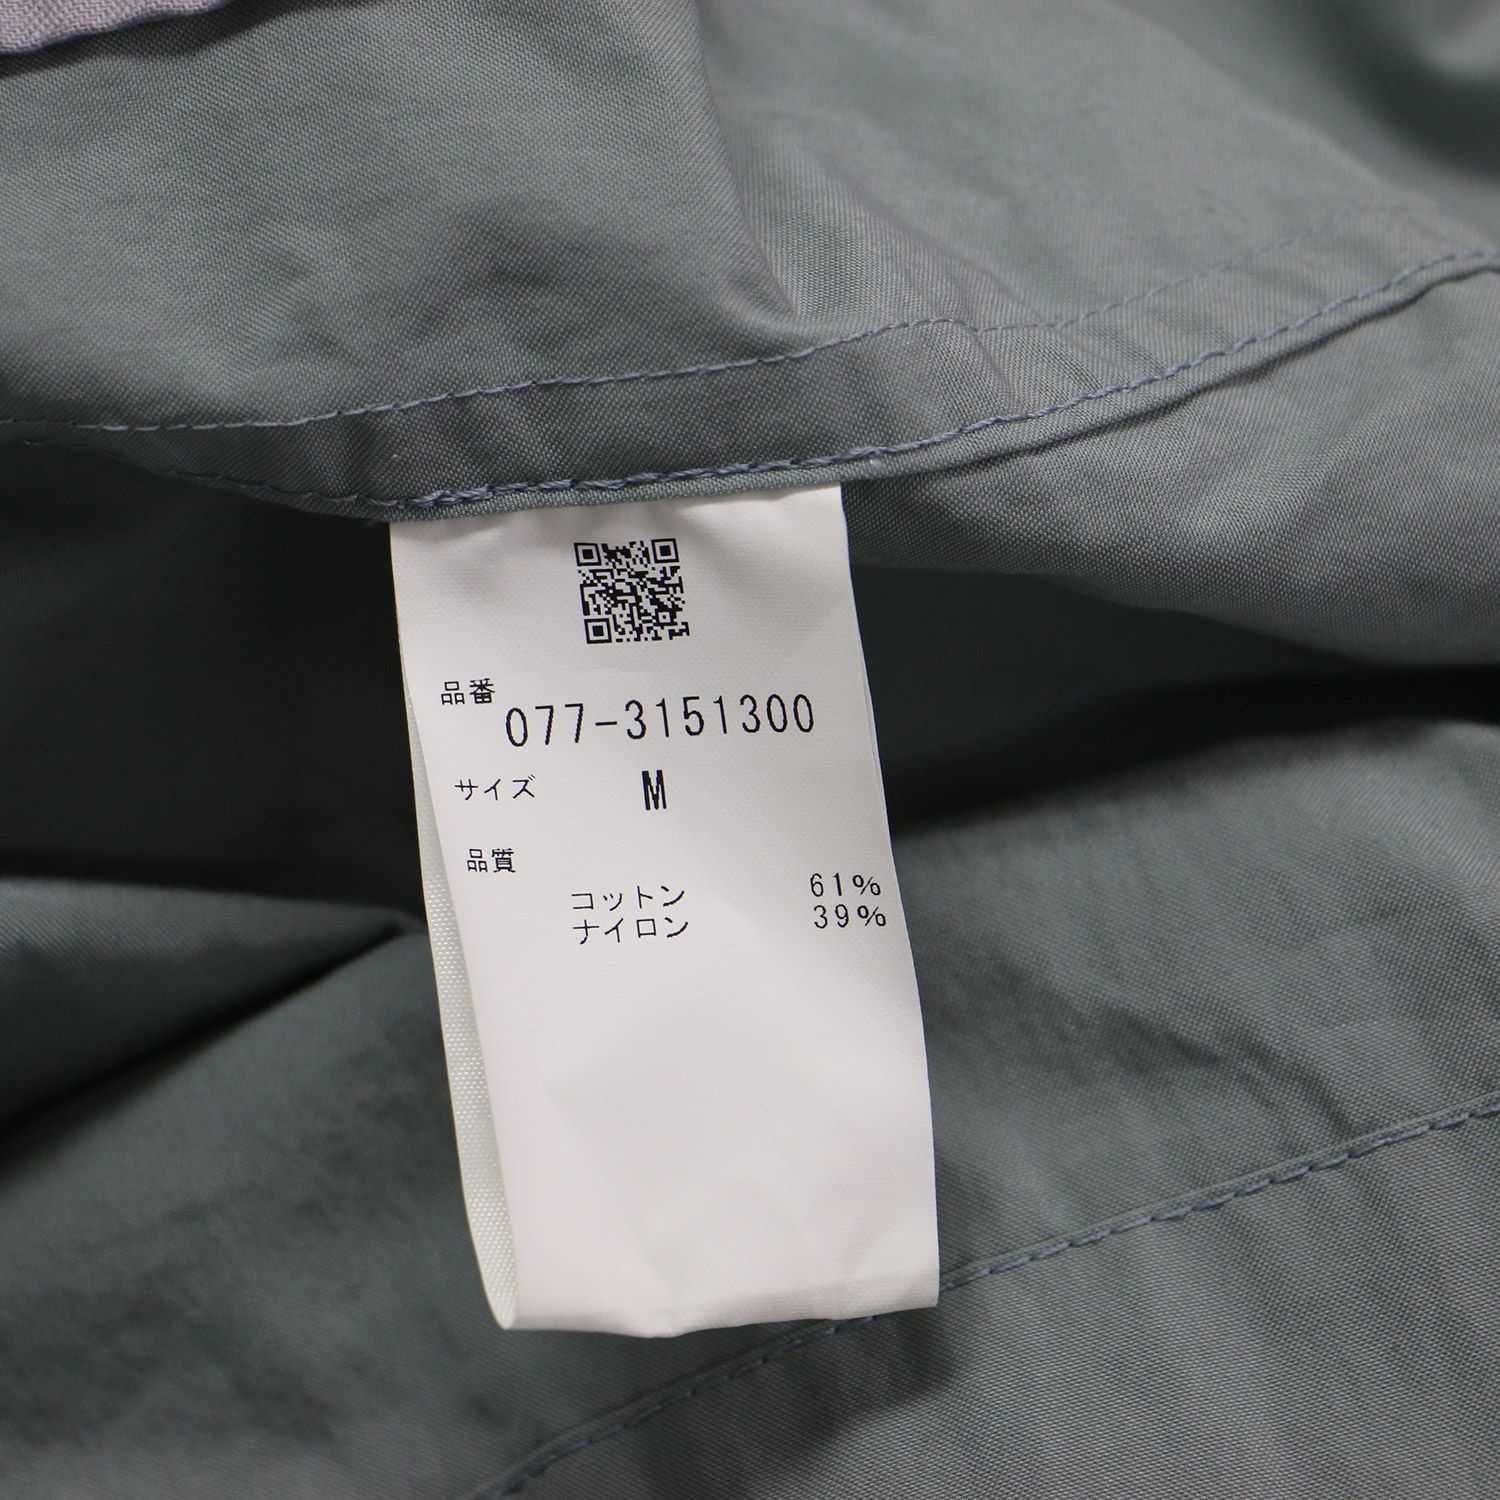 品番
077-3151300
サイズ M
品質
コットン 61%
ナイロン 39%